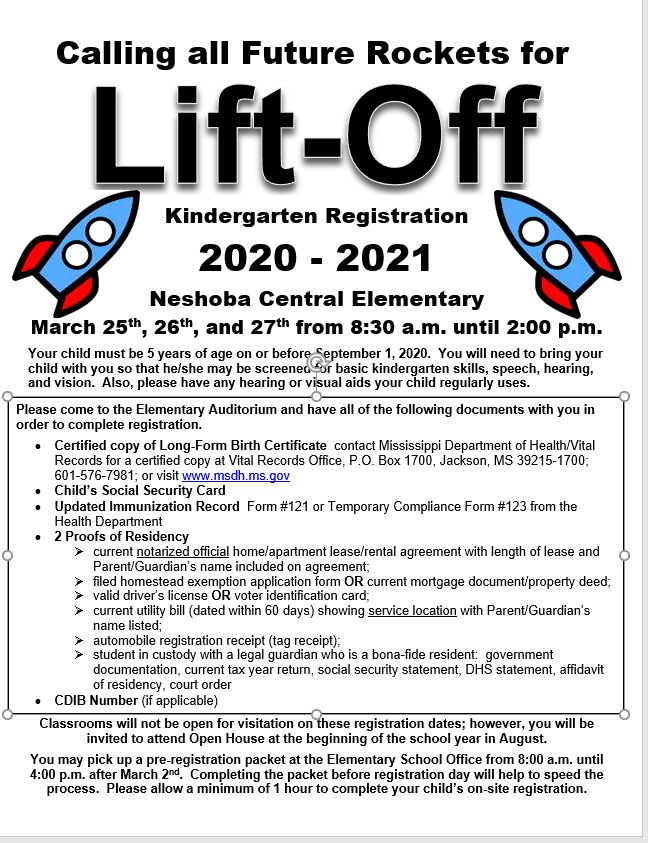 Calling all Future Rockets for
Lift-Off
Kindergarten Registration
2020 - 2021
Neshoba Central Elementary
March 25th, 26th, and 27th from 8:30 a.m. until 2:00 p.m.
Your child must be 5 years of age on or before September 1, 2020.  You will need to bring your
child with you so that he/she may be screened for basic kindergarten skills, speech, hearing,
and vision.  Also, please have any hearing or visual aids your child regularly uses.
Please come to the Elementary Auditorium and have all of the following documents with you in
order to complete registration.
• Certified copy of Long-Form Birth Certificate  contact Mississippi Department of Health/Vital
Records for a certified copy at Vital Records Office, P.O. Box 1700, Jackson, MS 39215-1700;
601-576-7981; or visit www.msdh.ms.gov
• Child's Social Security Card
• Updated Immunization Record  Form #121 or Temporary Compliance Form #123 from the
Health Department
• 2 Proofs of Residency
➢ current notarized official home/apartment lease/rental agreement with length of lease and
Parent/Guardian's name included on agreement;
➢ filed homestead exemption application form OR current mortgage document/property deed;
➢ valid driver's license OR voter identification card;
➢ current utility bill (dated within 60 days) showing service location with Parent/Guardian's
name listed;
➢ automobile registration receipt (tag receipt);
➢ student in custody with a legal guardian who is a bona-fide resident:  government
documentation, current tax year return, social security statement, DHS statement, affidavit
of residency, court order
• CDIB Number (if applicable)
Classrooms will not be open for visitation on these registration dates; however, you will be
invited to attend Open House at the beginning of the school year in August.
You may pick up a pre-registration packet at the Elementary School Office from 8:00 a.m. until
4:00 p.m. after March 2nd.  Completing the packet before registration day will help to speed the
process.  Please allow a minimum of 1 hour to complete your child's on-site registration.